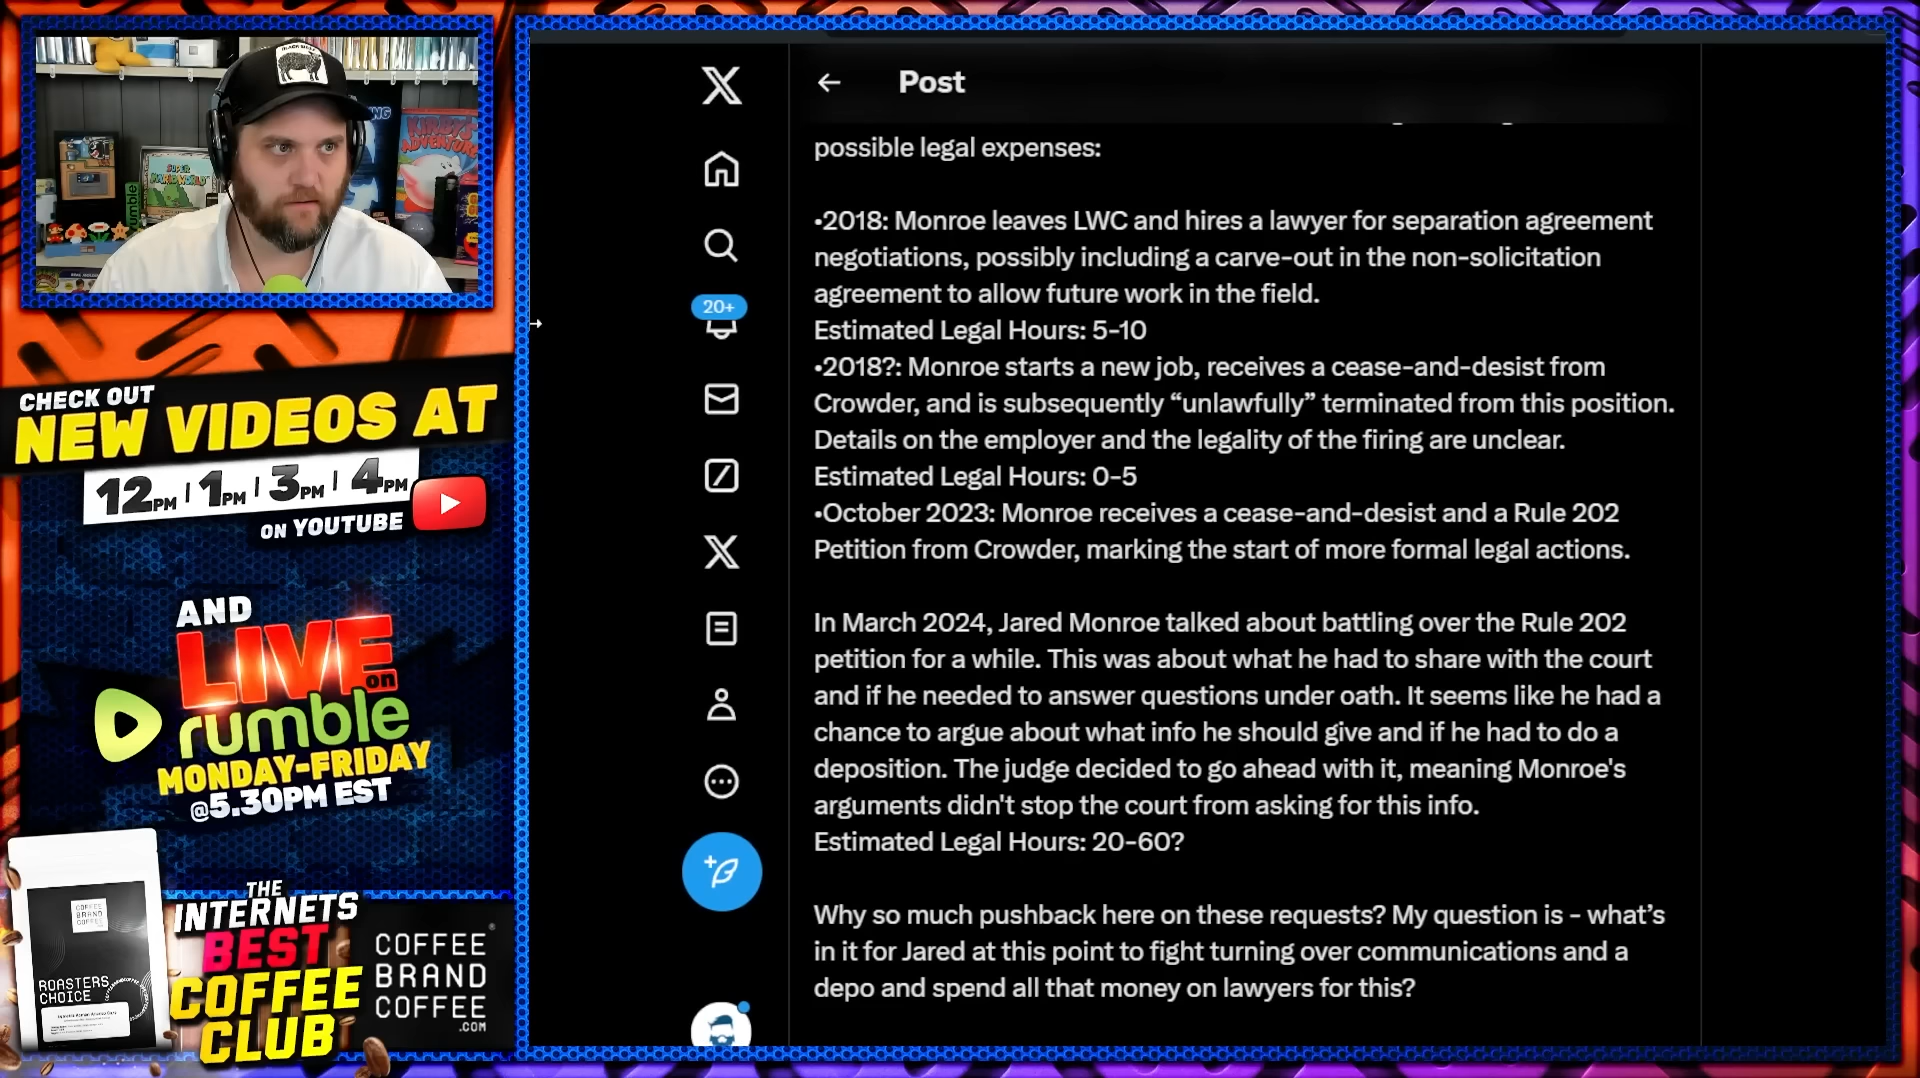 BLACK SHEEP
KIRBY'S
ADVENTURE
SUPER
MARIO WORLD
rumble
CHECK OUT
NEW VIDEOS AT
12PM | 1PM | 3PM | 4PM
ON YOUTUBE
AND
LIVE
on
rumble
MONDAY-FRIDAY
@5.30PM EST
COFFEE
BRAND
COFFEE
ROASTERS
CHOICE
THE
INTERNETS
BEST
COFFEE
CLUB
COFFEE
BRAND
COFFEE
.COM
20+
Post
possible legal expenses:
•2018: Monroe leaves LWC and hires a lawyer for separation agreement
negotiations, possibly including a carve-out in the non-solicitation
agreement to allow future work in the field.
Estimated Legal Hours: 5-10
•2018?: Monroe starts a new job, receives a cease-and-desist from
Crowder, and is subsequently “unlawfully” terminated from this position.
Details on the employer and the legality of the firing are unclear.
Estimated Legal Hours: 0-5
•October 2023: Monroe receives a cease-and-desist and a Rule 202
Petition from Crowder, marking the start of more formal legal actions.
In March 2024, Jared Monroe talked about battling over the Rule 202
petition for a while. This was about what he had to share with the court
and if he needed to answer questions under oath. It seems like he had a
chance to argue about what info he should give and if he had to do a
deposition. The judge decided to go ahead with it, meaning Monroe's
arguments didn't stop the court from asking for this info.
Estimated Legal Hours: 20-60?
Why so much pushback here on these requests? My question is - what’s
in it for Jared at this point to fight turning over communications and a
depo and spend all that money on lawyers for this?